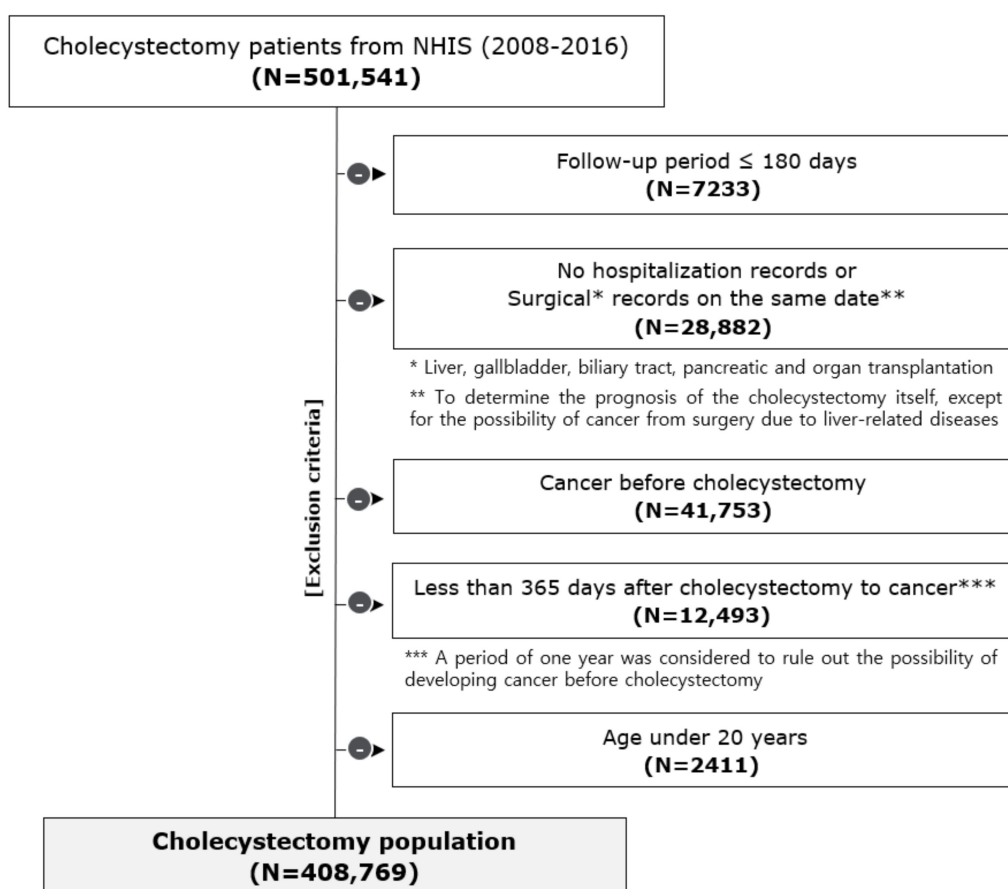 Cholecystectomy patients from NHIS (2008-2016)
(N=501,541)
Follow-up period ≤ 180 days
(N=7233)
No hospitalization records or
Surgical* records on the same date**
(N=28,882)
* Liver, gallbladder, biliary tract, pancreatic and organ transplantation
** To determine the prognosis of the cholecystectomy itself, except
for the possibility of cancer from surgery due to liver-related diseases
[Exclusion criteria]
Cancer before cholecystectomy
(N=41,753)
Less than 365 days after cholecystectomy to cancer***
(N=12,493)
*** A period of one year was considered to rule out the possibility of
developing cancer before cholecystectomy
Age under 20 years
(N=2411)
Cholecystectomy population
(N=408,769)